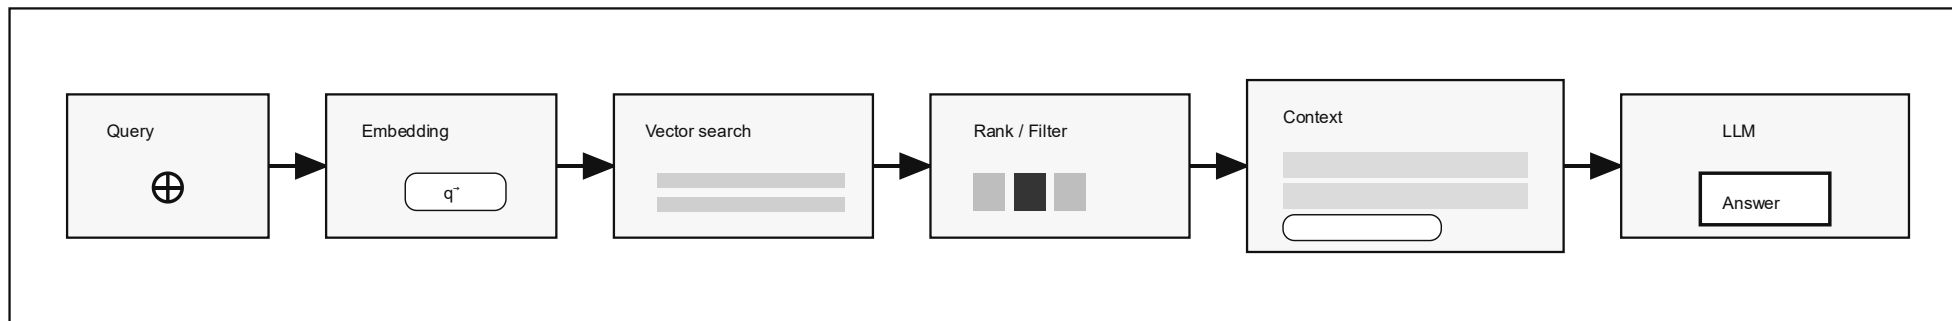 Query
Embedding
q→
Vector search
Rank / Filter
Context
LLM
Answer